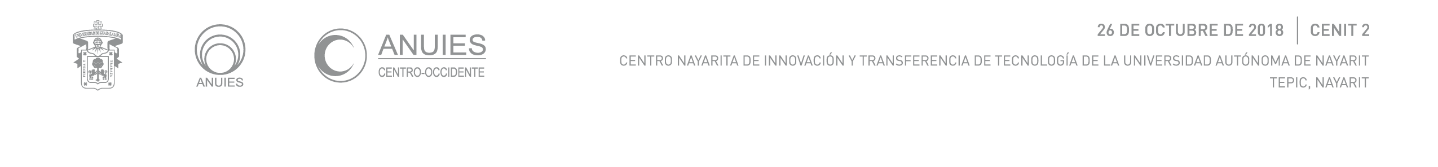 ANUIES
ANUIES
CENTRO-OCCIDENTE
26 DE OCTUBRE DE 2018 | CENIT 2
CENTRO NAYARITA DE INNOVACIÓN Y TRANSFERENCIA DE TECNOLOGÍA DE LA UNIVERSIDAD AUTÓNOMA DE NAYARIT
TEPIC, NAYARIT